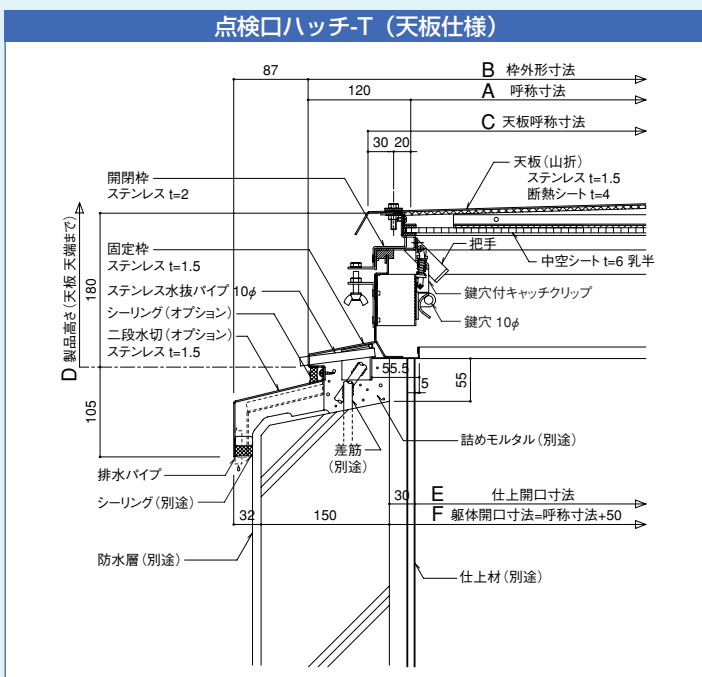 点検口ハッチ-T（天板仕様）
87
B 枠外形寸法
120
A 呼称寸法
C 天板呼称寸法
30
20
天板（山折）
ステンレス t=1.5
断熱シート t=4
開閉枠
ステンレス t=2
把手
中空シート t=6 乳半
固定枠
ステンレス t=1.5
ステンレス水抜パイプ 10φ
鍵穴付キャッチクリップ
シーリング（オプション）
鍵穴 10φ
二段水切（オプション）
ステンレス t=1.5
D 製品高さ（天板 天端まで）
180
105
55.5
5
55
差筋
（別途）
詰めモルタル（別途）
排水パイプ
シーリング（別途）
30
E 仕上開口寸法
32
150
F 躯体開口寸法=呼称寸法+50
防水層（別途）
仕上材（別途）